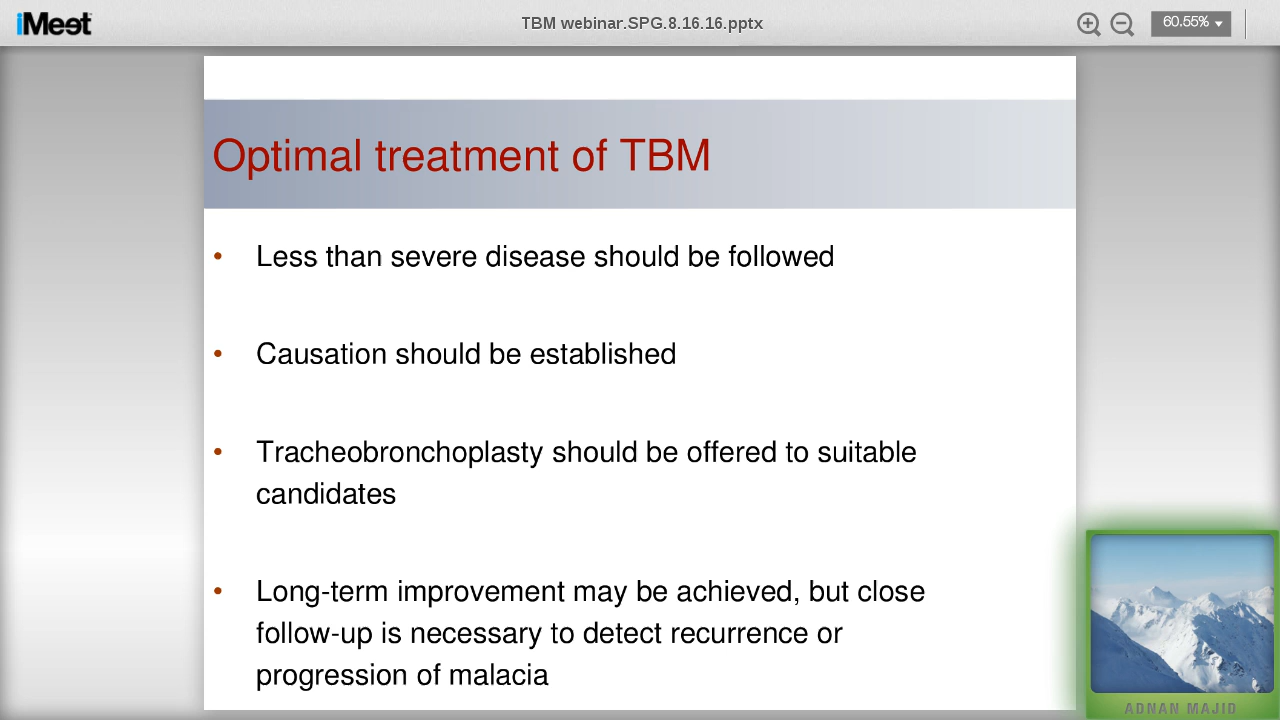 iMeet
TBM webinar.SPG.8.16.16.pptx
60.55%
Optimal treatment of TBM
• Less than severe disease should be followed
• Causation should be established
• Tracheobronchoplasty should be offered to suitable
candidates
• Long-term improvement may be achieved, but close
follow-up is necessary to detect recurrence or
progression of malacia
ADNAN MAJID